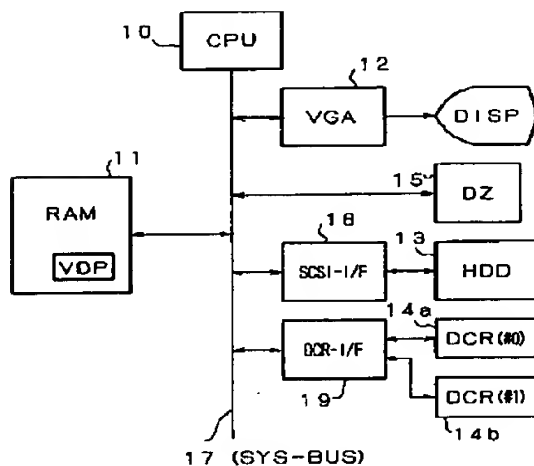 10
CPU
12
VGA
DISP
11
RAM
VDP
15
DZ
18
SCSI-I/F
13
HDD
14a
DCR(#0)
DCR-I/F
19
DCR(#1)
14b
17 (SYS-BUS)